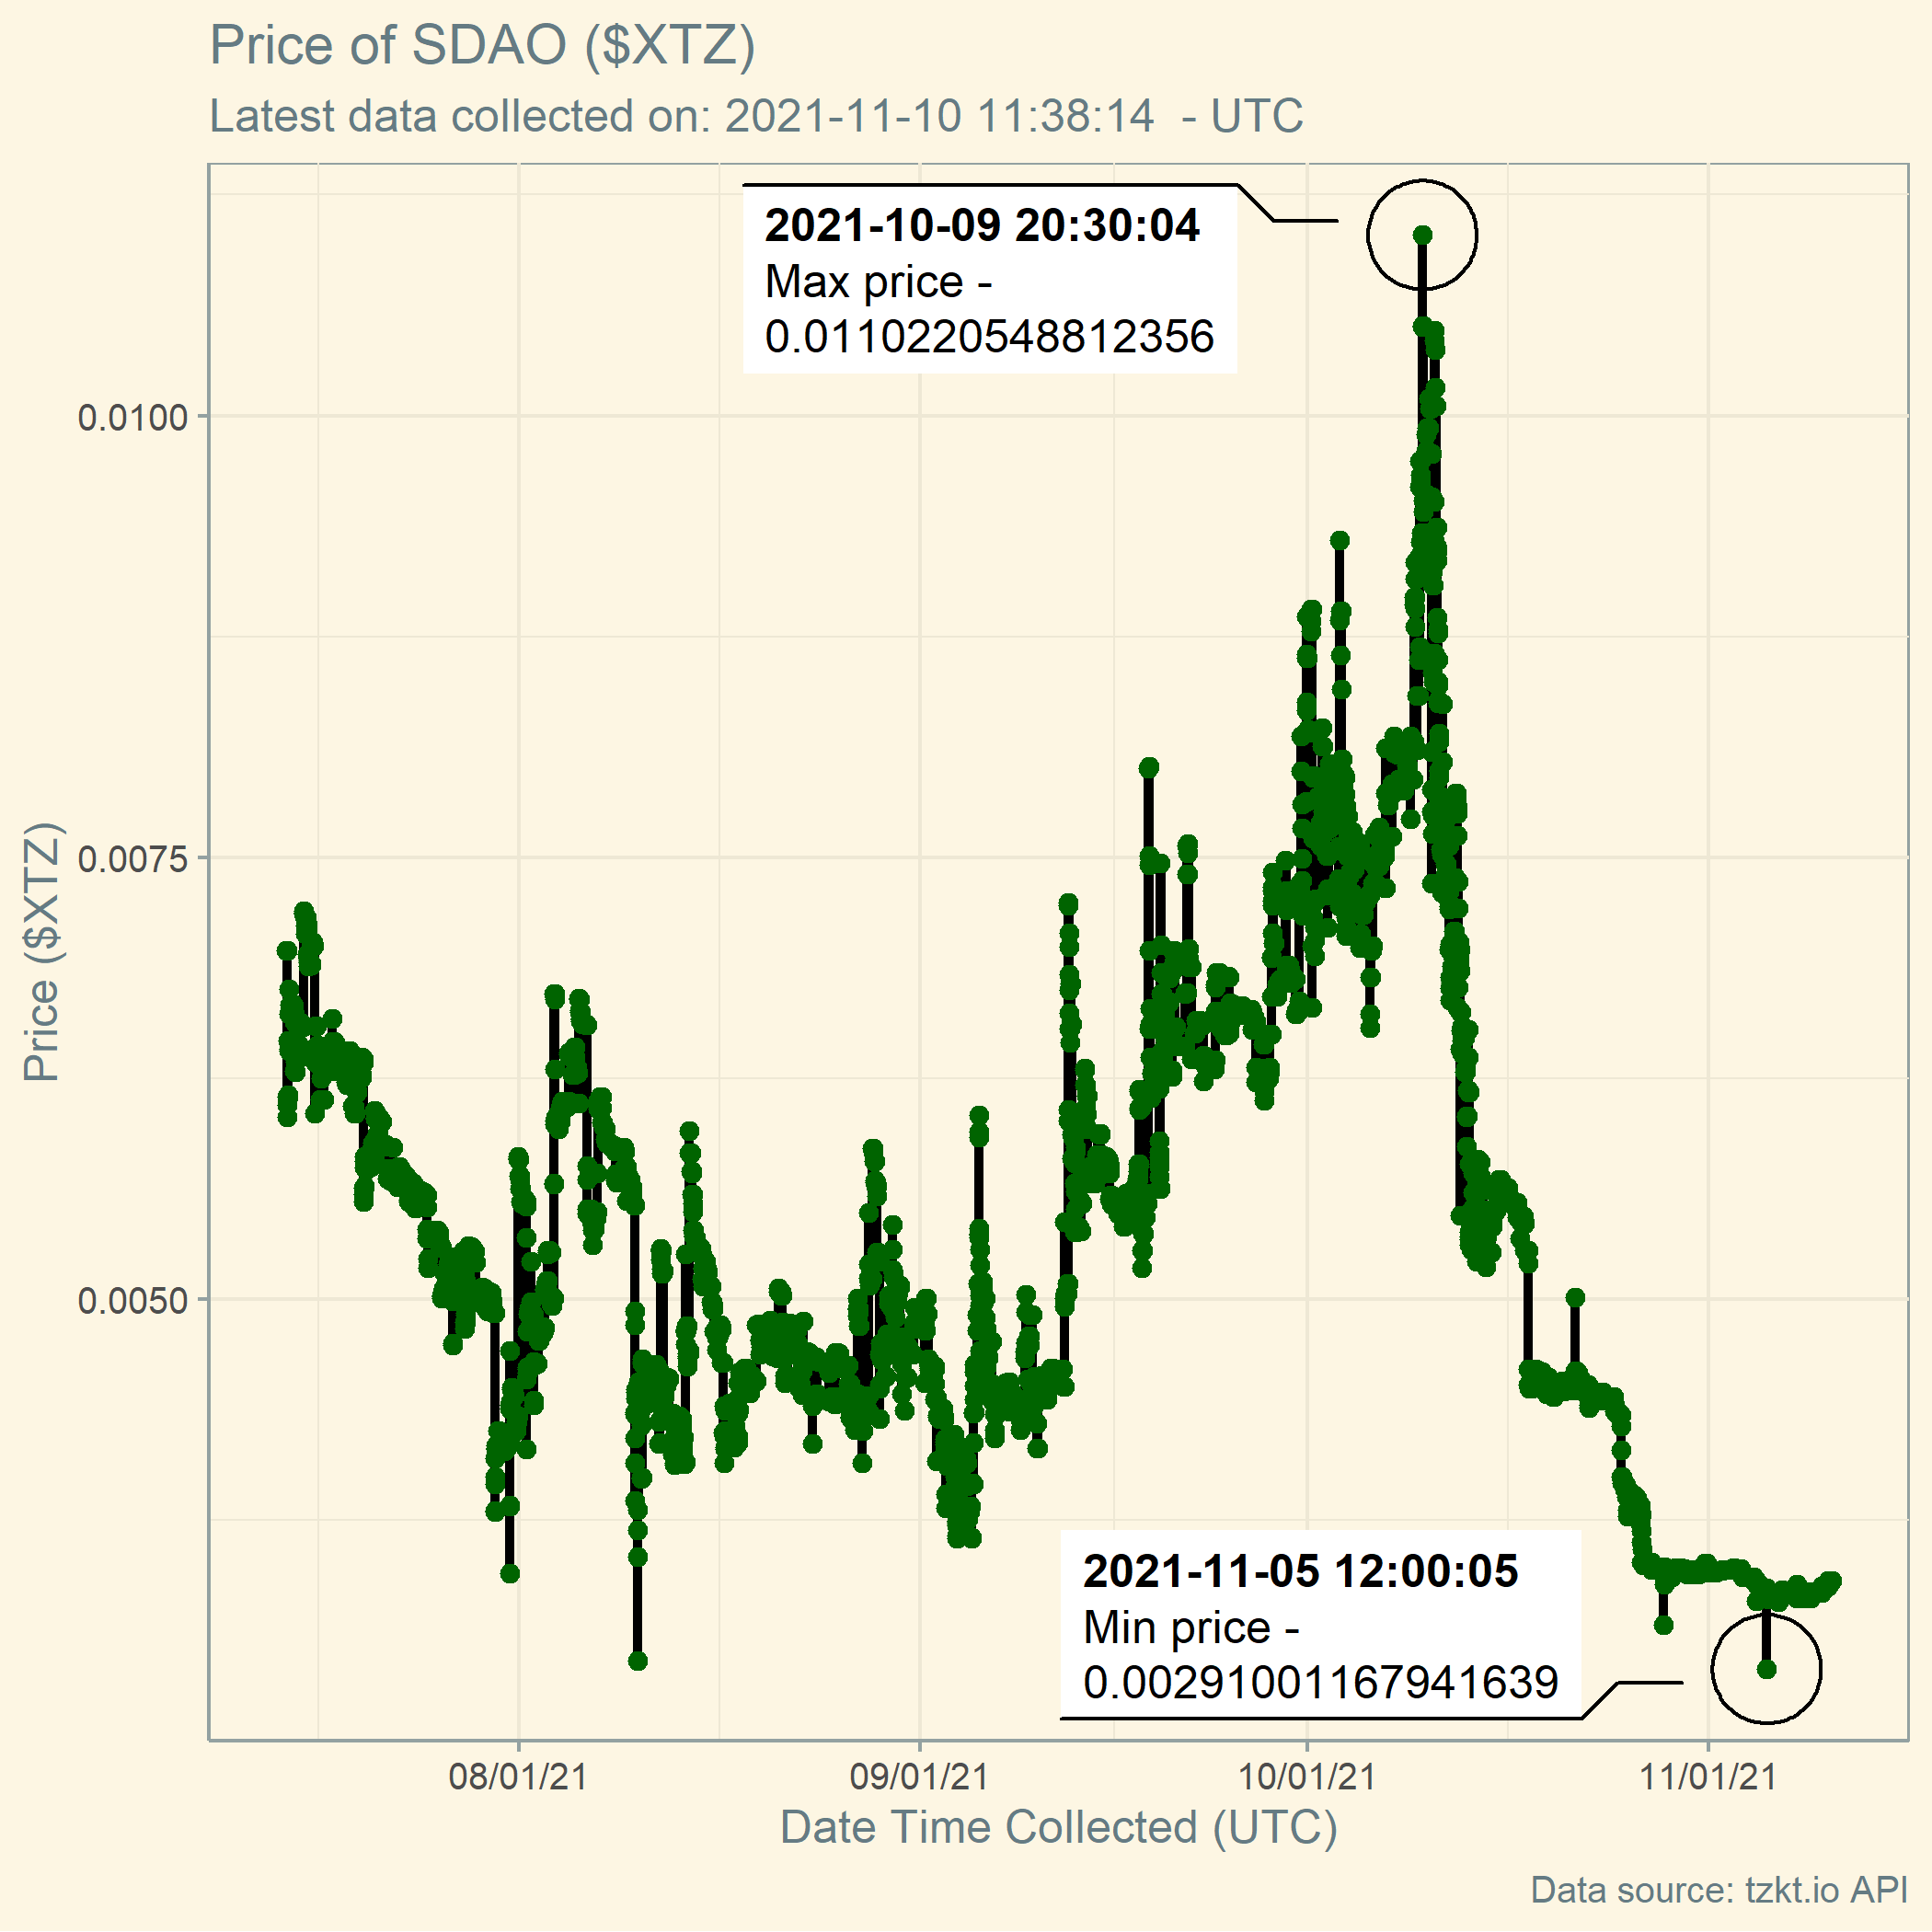 Price of SDAO ($XTZ)
Latest data collected on: 2021-11-10 11:38:14  - UTC
2021-10-09 20:30:04
Max price -
0.0110220548812356
0.0100
0.0075
0.0050
Price ($XTZ)
2021-11-05 12:00:05
Min price -
0.00291001167941639
08/01/21
09/01/21
10/01/21
11/01/21
Date Time Collected (UTC)
Data source: tzkt.io API